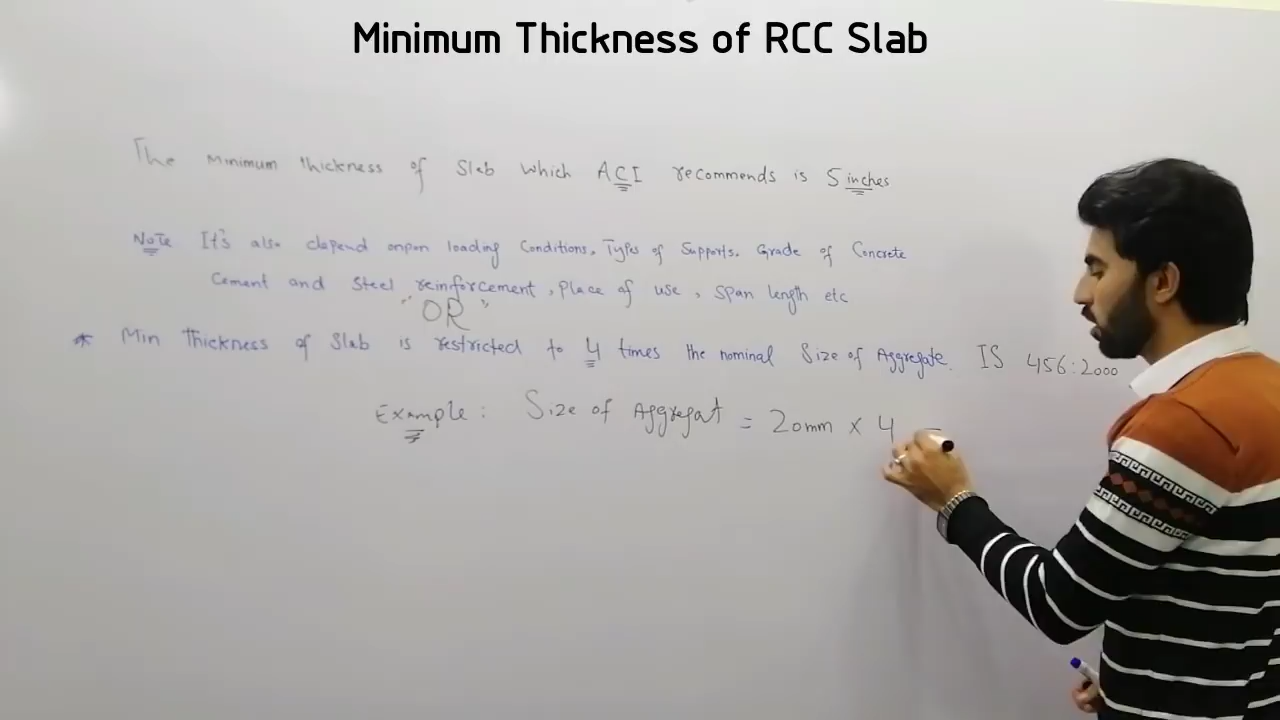 Minimum Thickness of RCC Slab
The Minimum thickness of Slab which ACI recommends is 5 inches
Note It's also depend onpon loading Conditions, Types of Supports. Grade of Concrete
Cement and Steel reinforcement, Place of use, span length etc
"OR"
* Min Thickness of Slab is restricted to 4 times the nominal Size of Aggregate. IS 456:2000
Example: Size of Aggregat = 20mm × 4 =